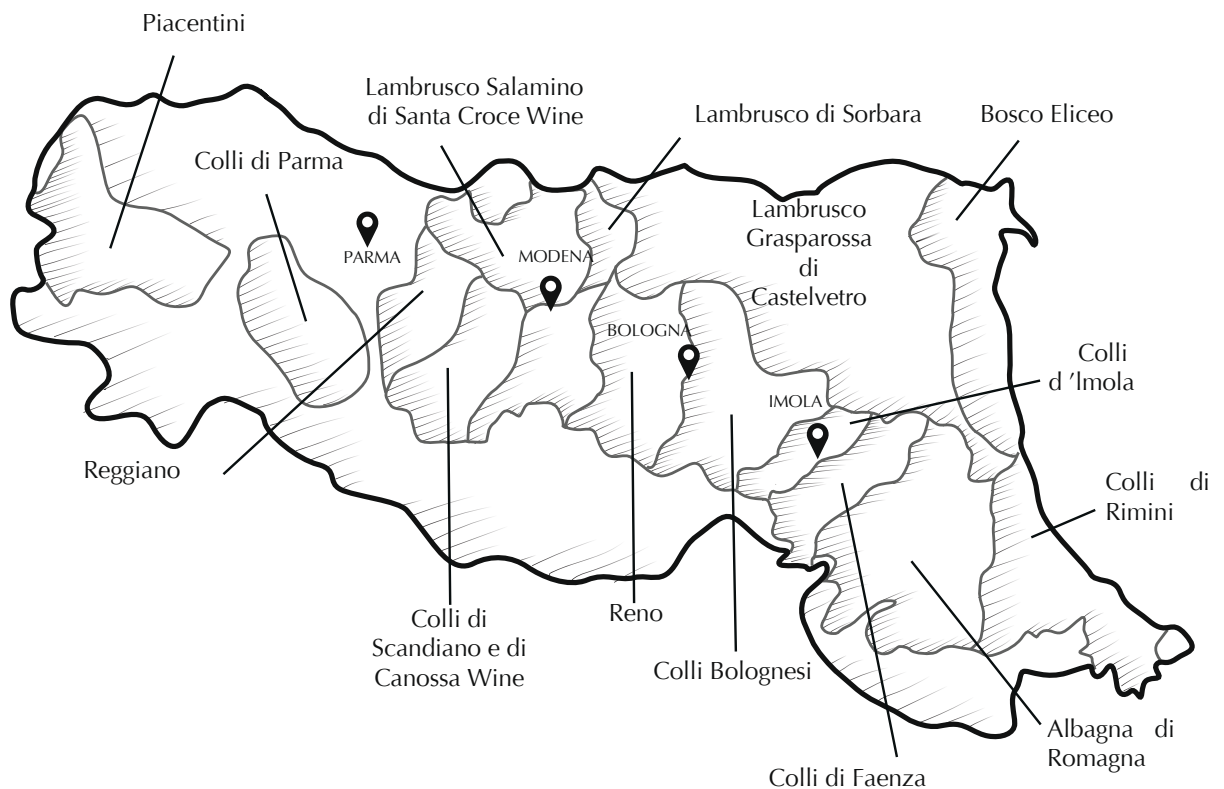 Piacentini
Lambrusco Salamino
di Santa Croce Wine
Lambrusco di Sorbara
Bosco Eliceo
Colli di Parma
PARMA
MODENA
Lambrusco
Grasparossa
di
Castelvetro
BOLOGNA
Colli
d 'Imola
IMOLA
Reggiano
Colli di
Rimini
Colli di
Scandiano e di
Canossa Wine
Reno
Colli Bolognesi
Albagna di
Romagna
Colli di Faenza